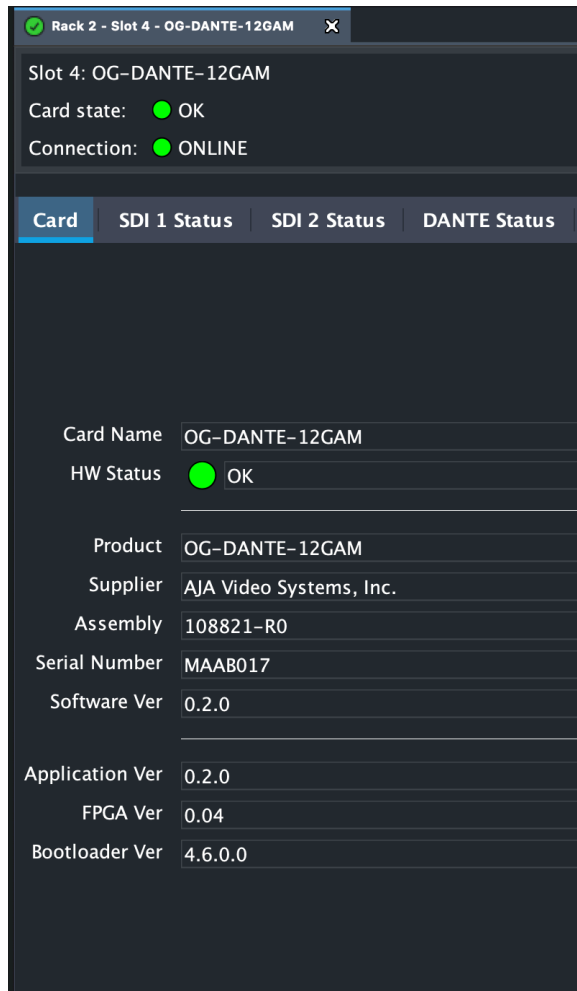 Rack 2 - Slot 4 - OG-DANTE-12GAM
Slot 4: OG-DANTE-12GAM
Card state: OK
Connection: ONLINE
Card SDI 1 Status SDI 2 Status DANTE Status
Card Name OG-DANTE-12GAM
HW Status OK
Product OG-DANTE-12GAM
Supplier AJA Video Systems, Inc.
Assembly 108821-R0
Serial Number MAAB017
Software Ver 0.2.0
Application Ver 0.2.0
FPGA Ver 0.04
Bootloader Ver 4.6.0.0